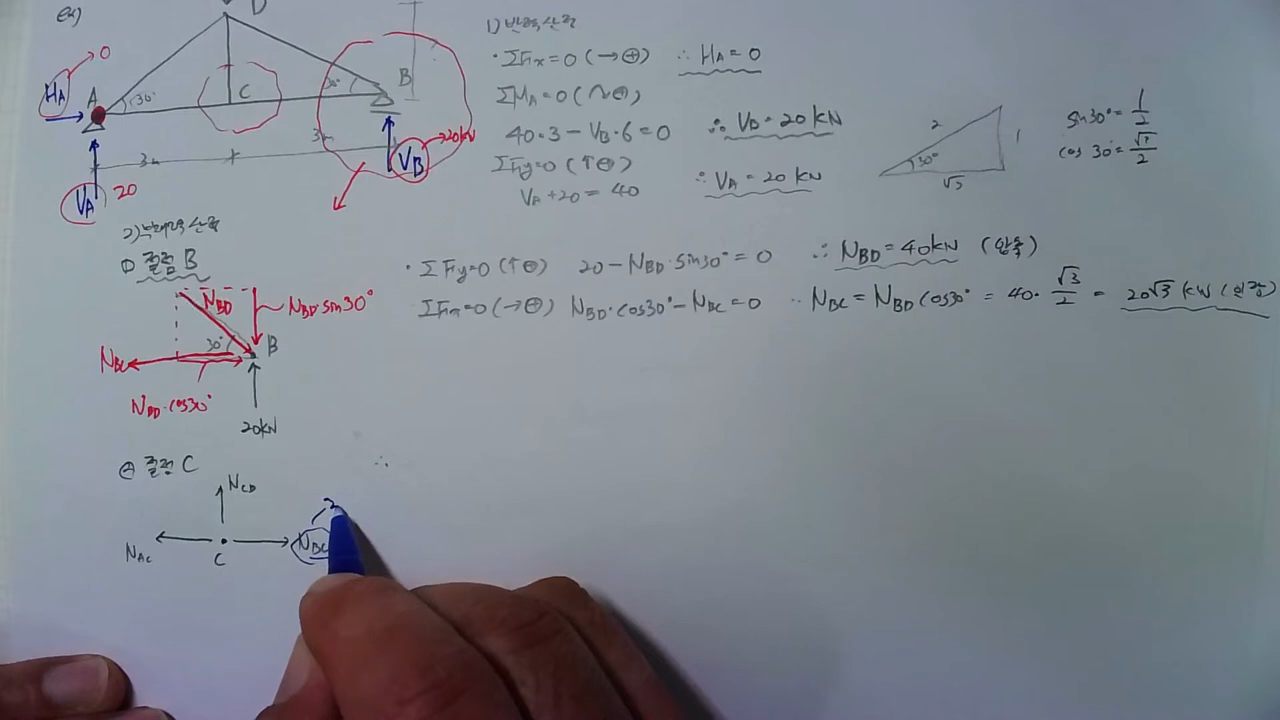 ex)
D
0
HA
A
30°
C
30°
B
3m
3m
VA
20
VB
20kN
1) 반력산정
· ΣFx=0 (→⊕) ∴ HA=0
ΣMA=0 (↷⊕)
40·3 - VB·6=0 ∴ VB=20 kN
ΣFy=0 (↑⊕)
VA+20=40 ∴ VA=20 kN
2
1
30°
√3
sin30°=1/2
cos30°=√3/2
2) 부재력산정
① 절점 B
· ΣFy=0 (↑⊕) 20-NBD·sin30°=0 ∴ NBD=40kN (압축)
ΣFx=0 (→⊕) NBD·cos30°-NBC=0 ∴ NBC=NBD cos30°=40·√3/2=20√3 kN (인장)
NBD
NBD·sin30°
30°
B
NBC
NBD·cos30°
20kN
② 절점 C
∴
NCD
2
NAC
C
NBC